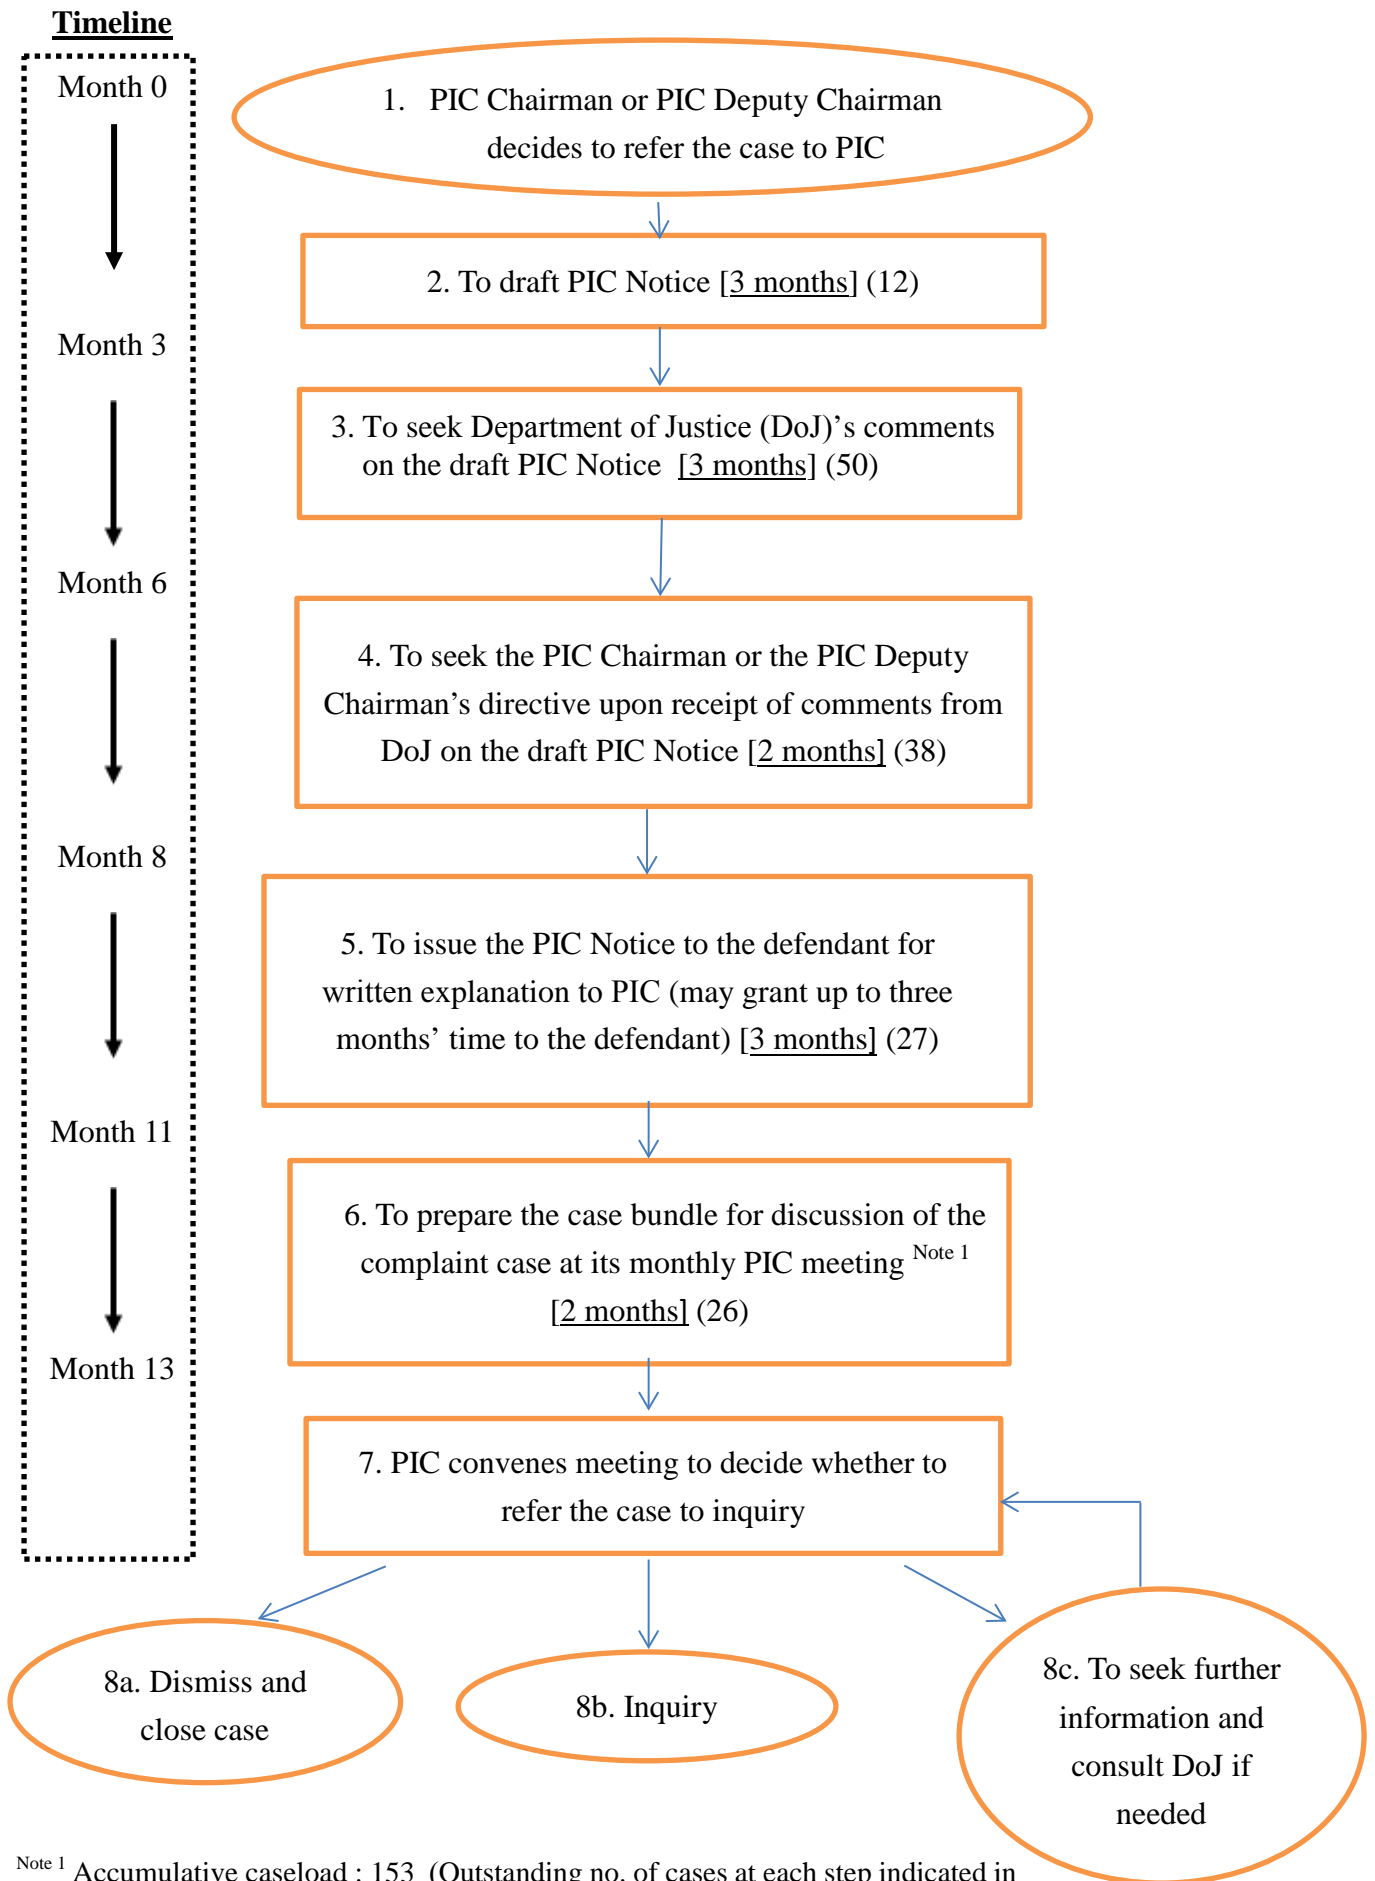 Timeline
Month 0
1. PIC Chairman or PIC Deputy Chairman
decides to refer the case to PIC
2. To draft PIC Notice [3 months] (12)
Month 3
3. To seek Department of Justice (DoJ)’s comments
on the draft PIC Notice [3 months] (50)
Month 6
4. To seek the PIC Chairman or the PIC Deputy
Chairman’s directive upon receipt of comments from
DoJ on the draft PIC Notice [2 months] (38)
Month 8
5. To issue the PIC Notice to the defendant for
written explanation to PIC (may grant up to three
months’ time to the defendant) [3 months] (27)
Month 11
6. To prepare the case bundle for discussion of the
complaint case at its monthly PIC meeting Note 1
[2 months] (26)
Month 13
7. PIC convenes meeting to decide whether to
refer the case to inquiry
8a. Dismiss and
close case
8b. Inquiry
8c. To seek further
information and
consult DoJ if
needed
Note 1 Accumulative caseload : 153 (Outstanding no. of cases at each step indicated in